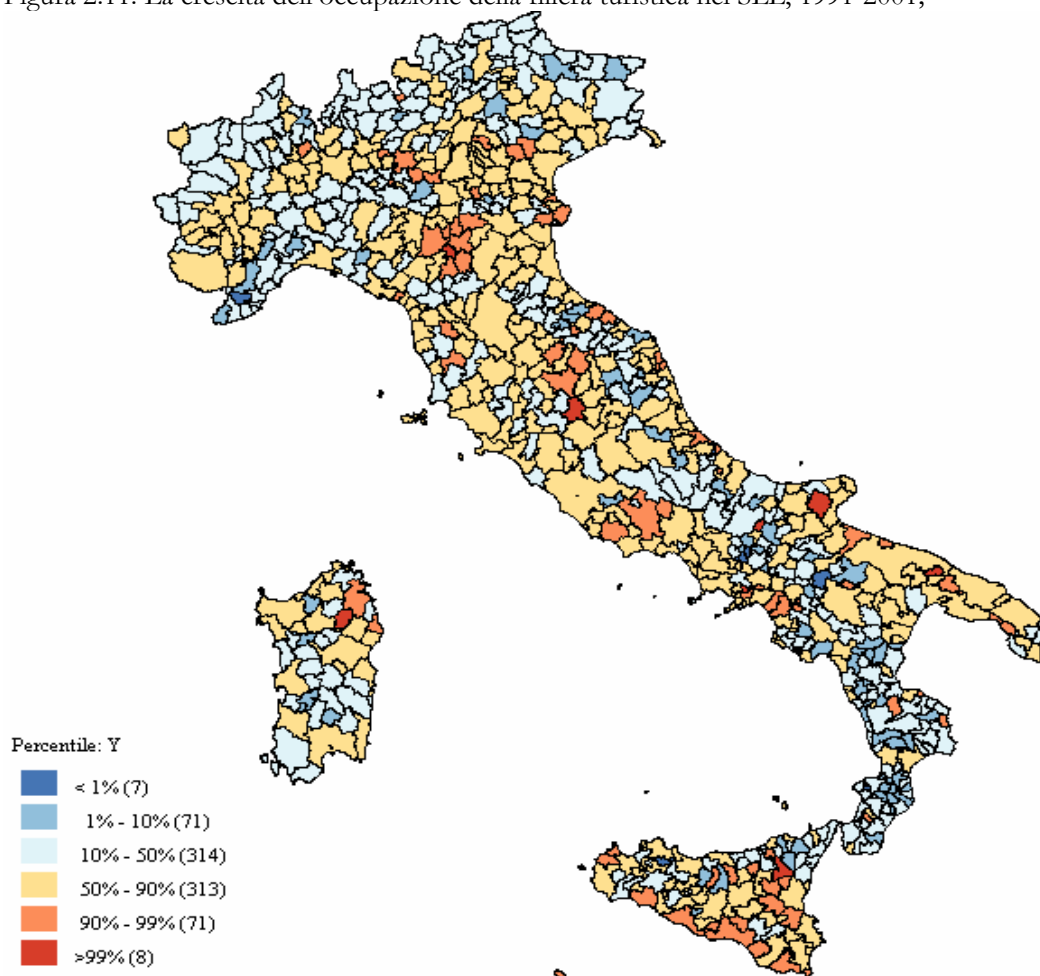 Figura 2.11: La crescita dell'occupazione della filiera turistica nei SLL, 1991-2001;
Percentile: Y
< 1% (7)
1% - 10% (71)
10% - 50% (314)
50% - 90% (313)
90% - 99% (71)
>99% (8)